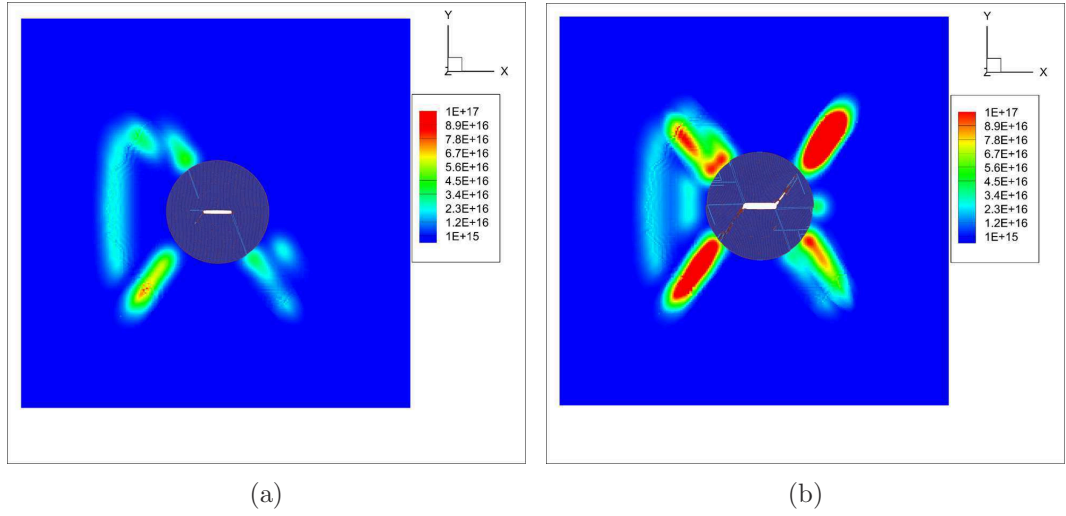 Y
Z
X
1E+17
8.9E+16
7.8E+16
6.7E+16
5.6E+16
4.5E+16
3.4E+16
2.3E+16
1.2E+16
1E+15
Y
Z
X
1E+17
8.9E+16
7.8E+16
6.7E+16
5.6E+16
4.5E+16
3.4E+16
2.3E+16
1.2E+16
1E+15
(a)
(b)